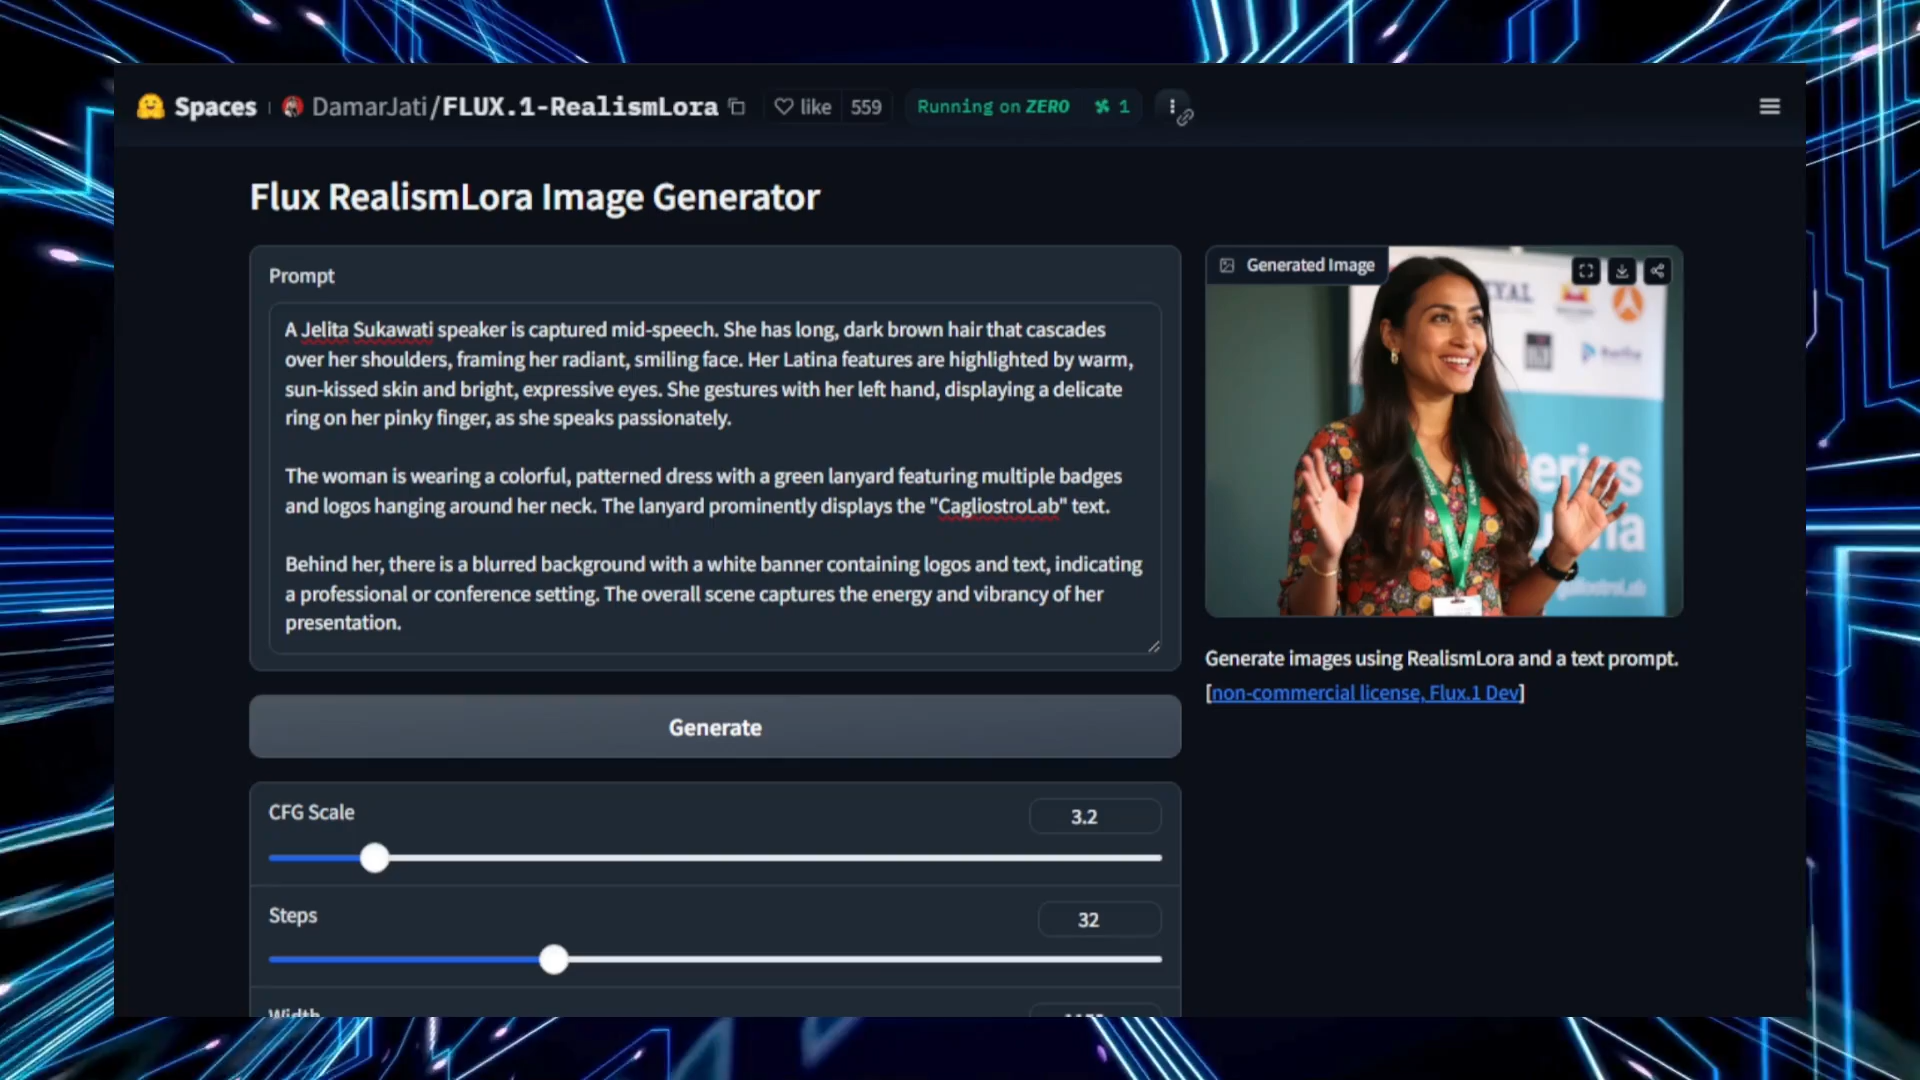 Spaces
DamarJati/FLUX.1-RealismLora
like 559
Running on ZERO 1
Flux RealismLora Image Generator
Prompt
A Jelita Sukawati speaker is captured mid-speech. She has long, dark brown hair that cascades
over her shoulders, framing her radiant, smiling face. Her Latina features are highlighted by warm,
sun-kissed skin and bright, expressive eyes. She gestures with her left hand, displaying a delicate
ring on her pinky finger, as she speaks passionately.
The woman is wearing a colorful, patterned dress with a green lanyard featuring multiple badges
and logos hanging around her neck. The lanyard prominently displays the "CagliostroLab" text.
Behind her, there is a blurred background with a white banner containing logos and text, indicating
a professional or conference setting. The overall scene captures the energy and vibrancy of her
presentation.
Generate
CFG Scale
3.2
Steps
32
Width
Generated Image
Generate images using RealismLora and a text prompt.
[non-commercial license, Flux.1 Dev]